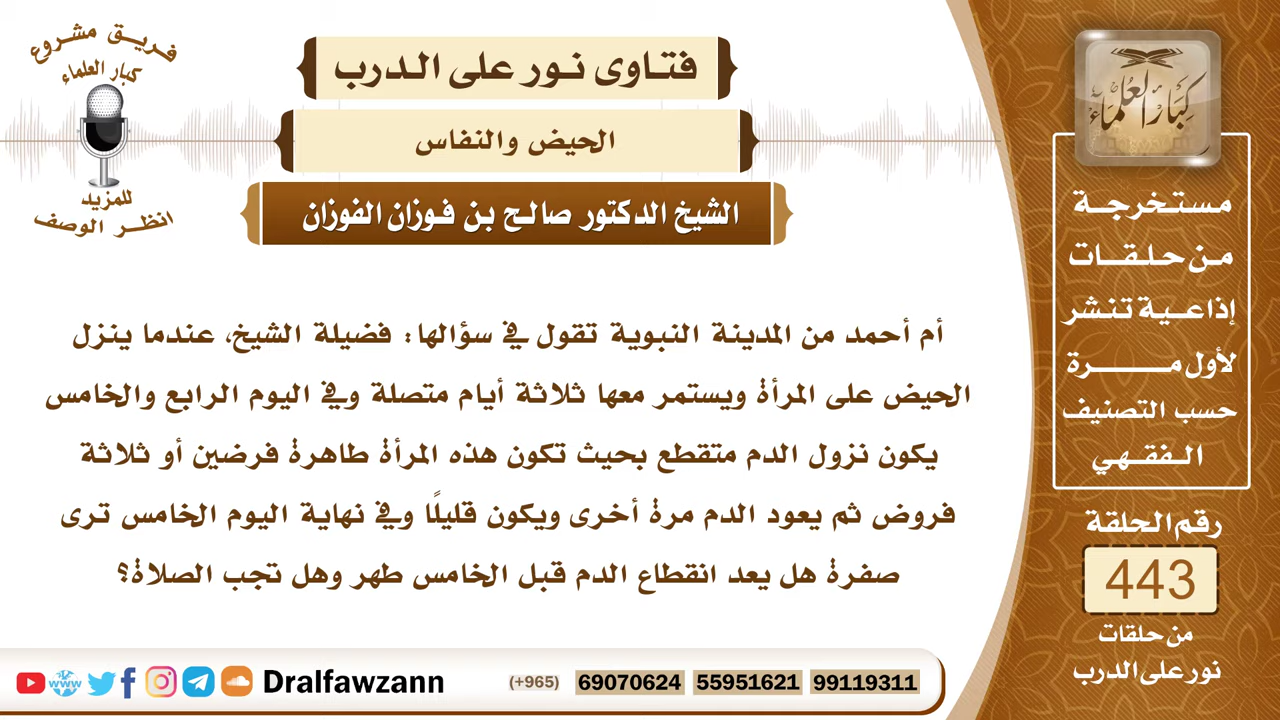 فريق مشروع
كبار العلماء
للمزيد
انظر الوصف
فتاوى نور على الدرب
الحيض والنفاس
الشيخ الدكتور صالح بن فوزان الفوزان
أم أحمد من المدينة النبوية تقول في سؤالها: فضيلة الشيخ، عندما ينزل
الحيض على المرأة ويستمر معها ثلاثة أيام متصلة وفي اليوم الرابع والخامس
يكون نزول الدم متقطع بحيث تكون هذه المرأة طاهرة فرضين أو ثلاثة
فروض ثم يعود الدم مرة أخرى ويكون قليلًا وفي نهاية اليوم الخامس ترى
صفرة هل يعد انقطاع الدم قبل الخامس طهر وهل تجب الصلاة؟
كبار العلماء
مستخرجة
من حلقات
إذاعية تنشر
لأول مرة
حسب التصنيف
الفقهي
رقم الحلقة
443
من حلقات
نور على الدرب
Dralfawzann (+965) 69070624 55951621 99119311